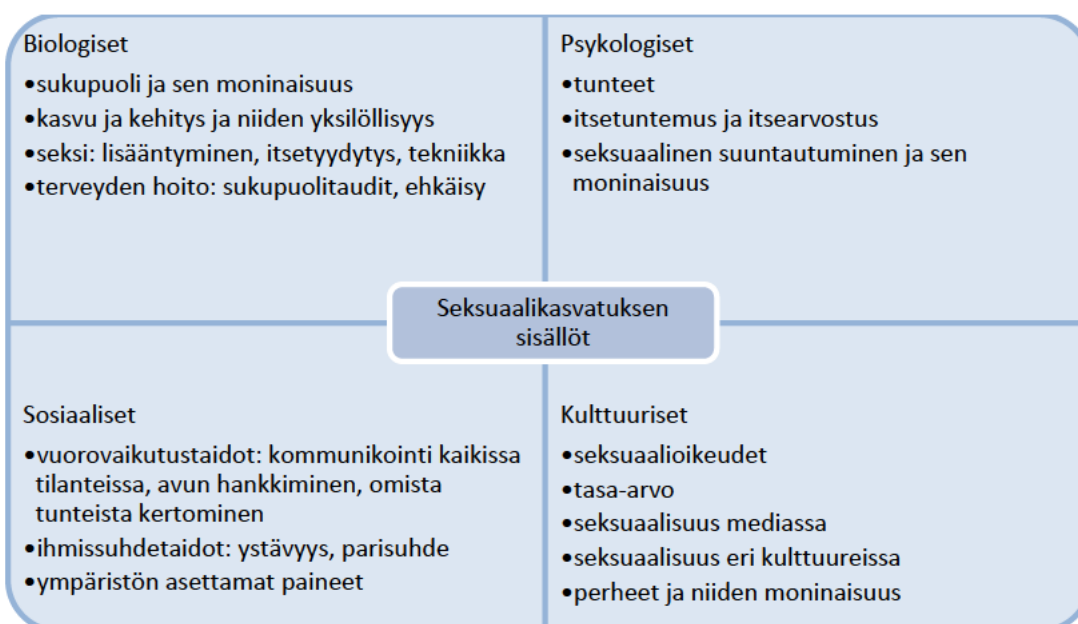 Biologiset
•sukupuoli ja sen moninaisuus
•kasvu ja kehitys ja niiden yksilöllisyys
•seksi: lisääntyminen, itsetyydytys, tekniikka
•terveyden hoito: sukupuolitaudit, ehkäisy
Psykologiset
•tunteet
•itsetuntemus ja itsearvostus
•seksuaalinen suuntautuminen ja sen
moninaisuus
Seksuaalikasvatuksen
sisällöt
Sosiaaliset
•vuorovaikutustaidot: kommunikointi kaikissa
tilanteissa, avun hankkiminen, omista
tunteista kertominen
•ihmissuhdetaidot: ystävyys, parisuhde
•ympäristön asettamat paineet
Kulttuuriset
•seksuaalioikeudet
•tasa-arvo
•seksuaalisuus mediassa
•seksuaalisuus eri kulttuureissa
•perheet ja niiden moninaisuus